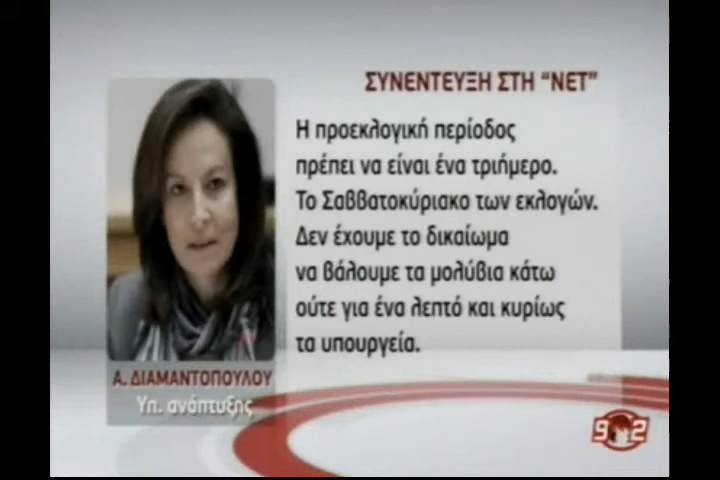 ΣΥΝΕΝΤΕΥΞΗ ΣΤΗ "ΝΕΤ"
Η προεκλογική περίοδος
πρέπει να είναι ένα τριήμερο.
Το Σαββατοκύριακο των εκλογών.
Δεν έχουμε το δικαίωμα
να βάλουμε τα μολύβια κάτω
ούτε για ένα λεπτό και κυρίως
τα υπουργεία.
Α. ΔΙΑΜΑΝΤΟΠΟΥΛΟΥ
Υπ. ανάπτυξης
902